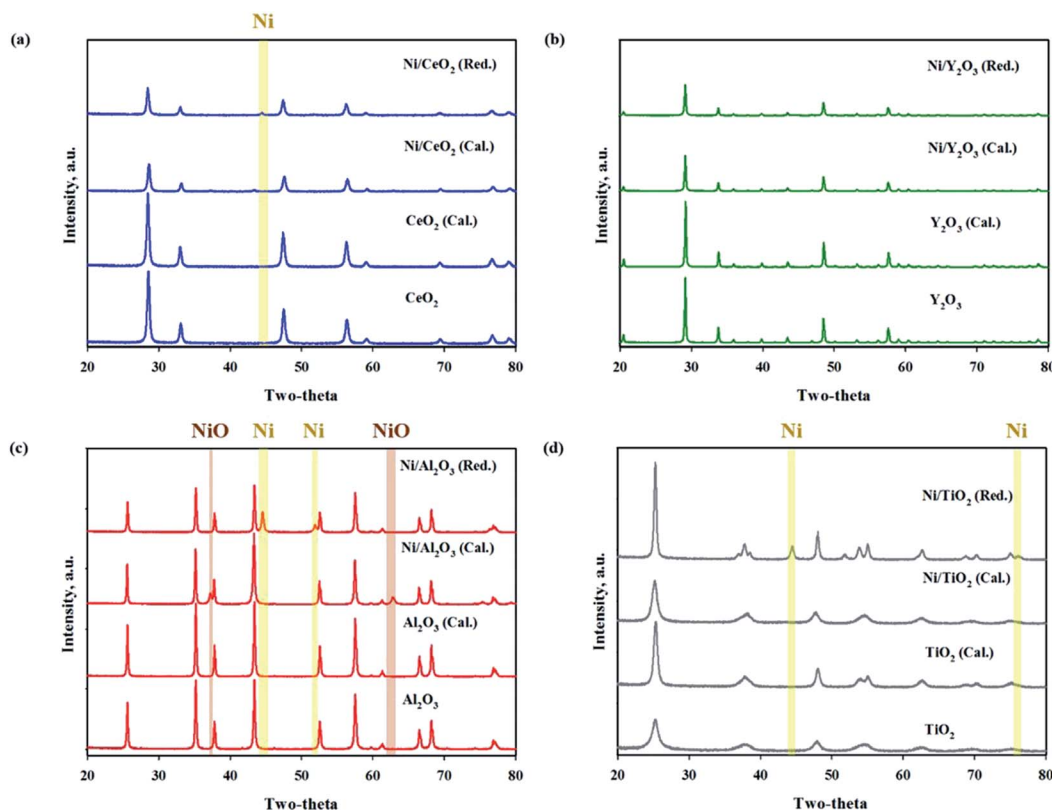 Ni
(a)
Ni/CeO₂ (Red.)
Ni/CeO₂ (Cal.)
CeO₂ (Cal.)
CeO₂
Intensity, a.u.
20 30 40 50 60 70 80
Two-theta
(b)
Ni/Y₂O₃ (Red.)
Ni/Y₂O₃ (Cal.)
Y₂O₃ (Cal.)
Y₂O₃
Intensity, a.u.
20 30 40 50 60 70 80
Two-theta
NiO Ni Ni NiO
(c)
Ni/Al₂O₃ (Red.)
Ni/Al₂O₃ (Cal.)
Al₂O₃ (Cal.)
Al₂O₃
Intensity, a.u.
20 30 40 50 60 70 80
Two-theta
Ni Ni
(d)
Ni/TiO₂ (Red.)
Ni/TiO₂ (Cal.)
TiO₂ (Cal.)
TiO₂
Intensity, a.u.
20 30 40 50 60 70 80
Two-theta